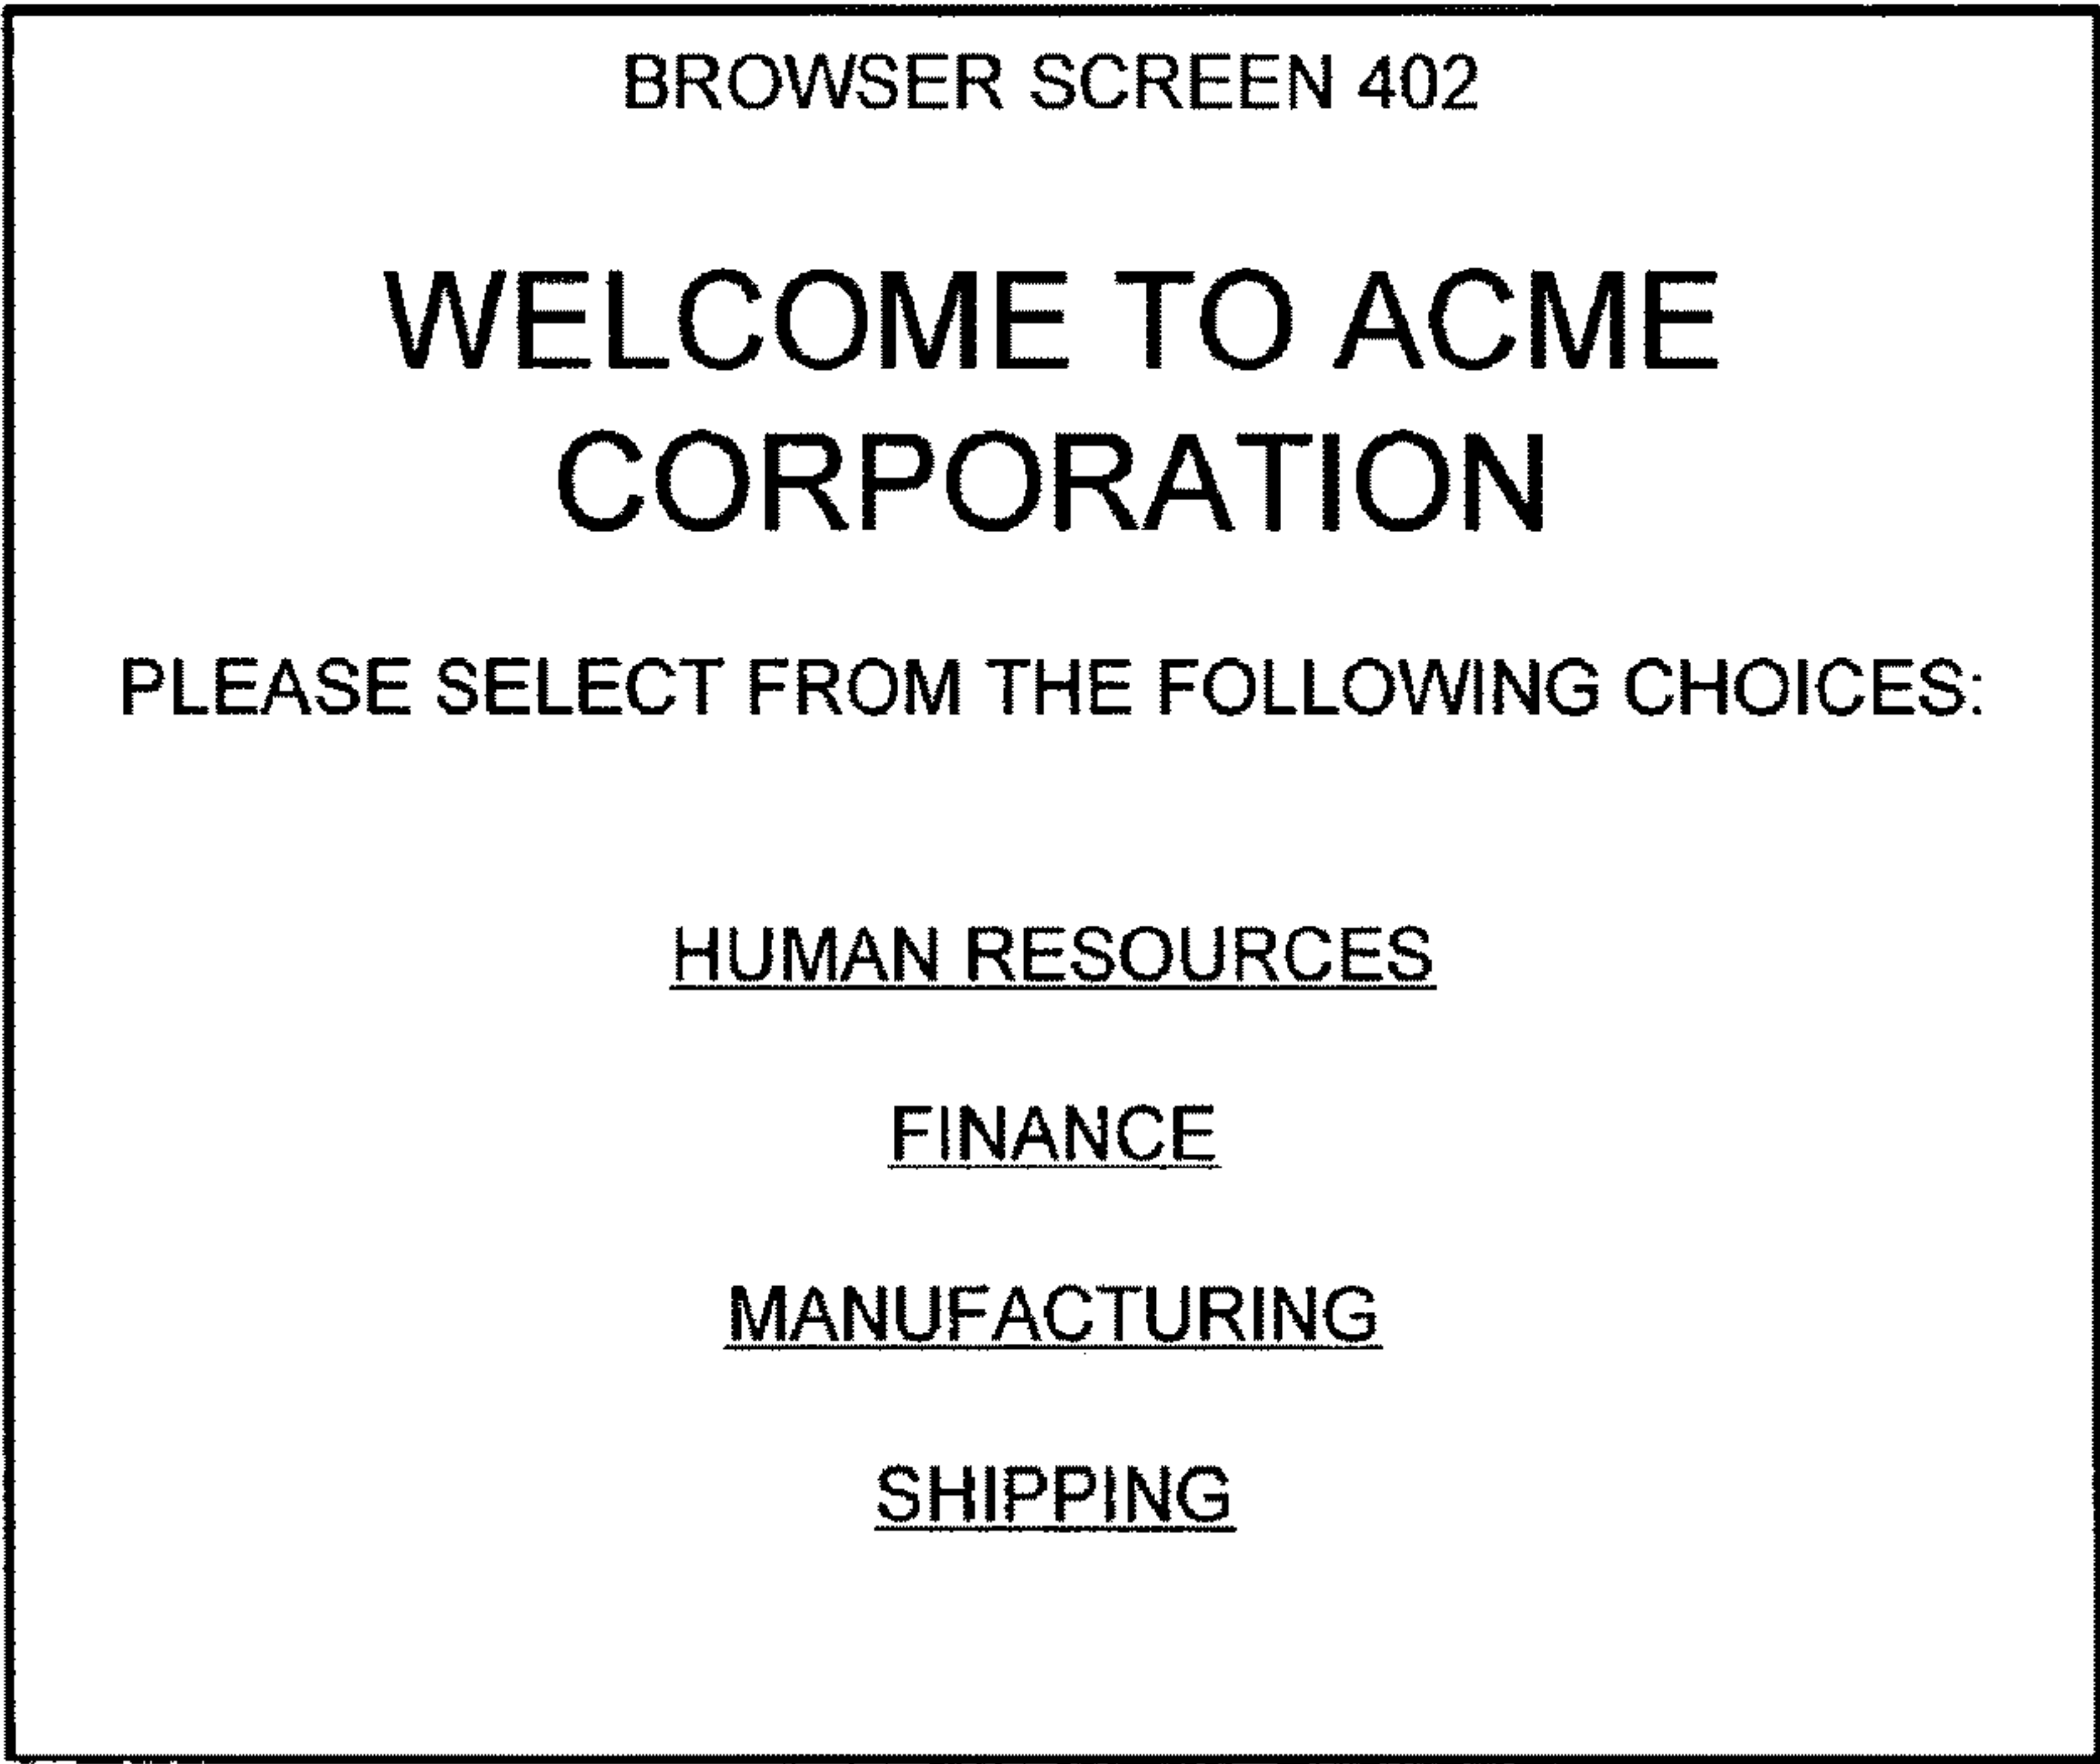 BROWSER SCREEN 402
WELCOME TO ACME
CORPORATION
PLEASE SELECT FROM THE FOLLOWING CHOICES:
HUMAN RESOURCES
FINANCE
MANUFACTURING
SHIPPING